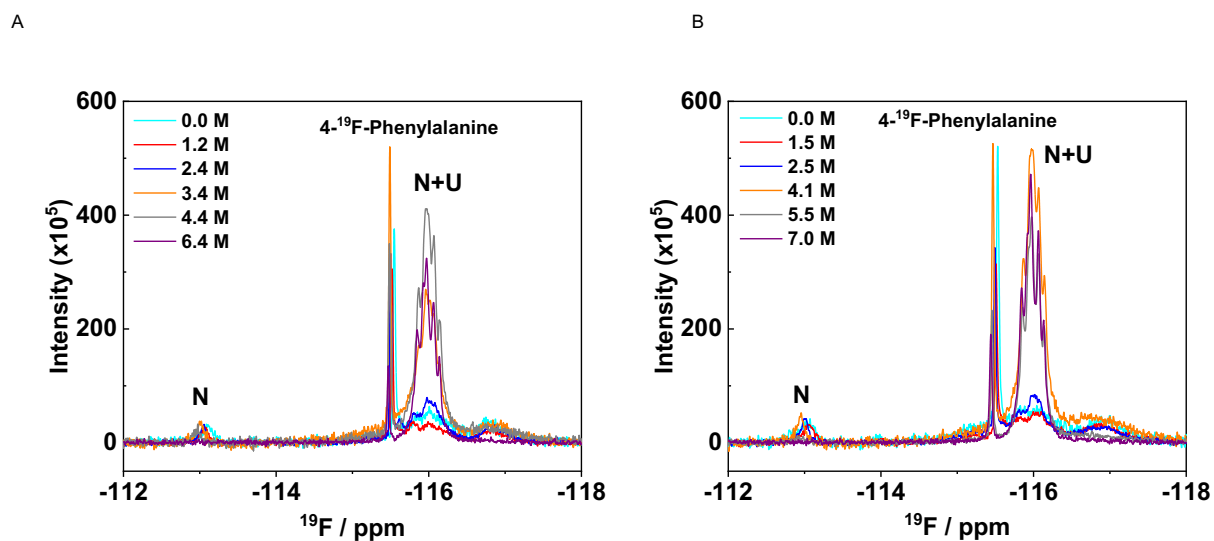 A
B
600
400
200
0
Intensity (x10⁵)
0.0 M
1.2 M
2.4 M
3.4 M
4.4 M
6.4 M
4-¹⁹F-Phenylalanine
N+U
N
-112
-114
-116
-118
¹⁹F / ppm
600
400
200
0
Intensity (x10⁵)
0.0 M
1.5 M
2.5 M
4.1 M
5.5 M
7.0 M
4-¹⁹F-Phenylalanine
N+U
N
-112
-114
-116
-118
¹⁹F / ppm